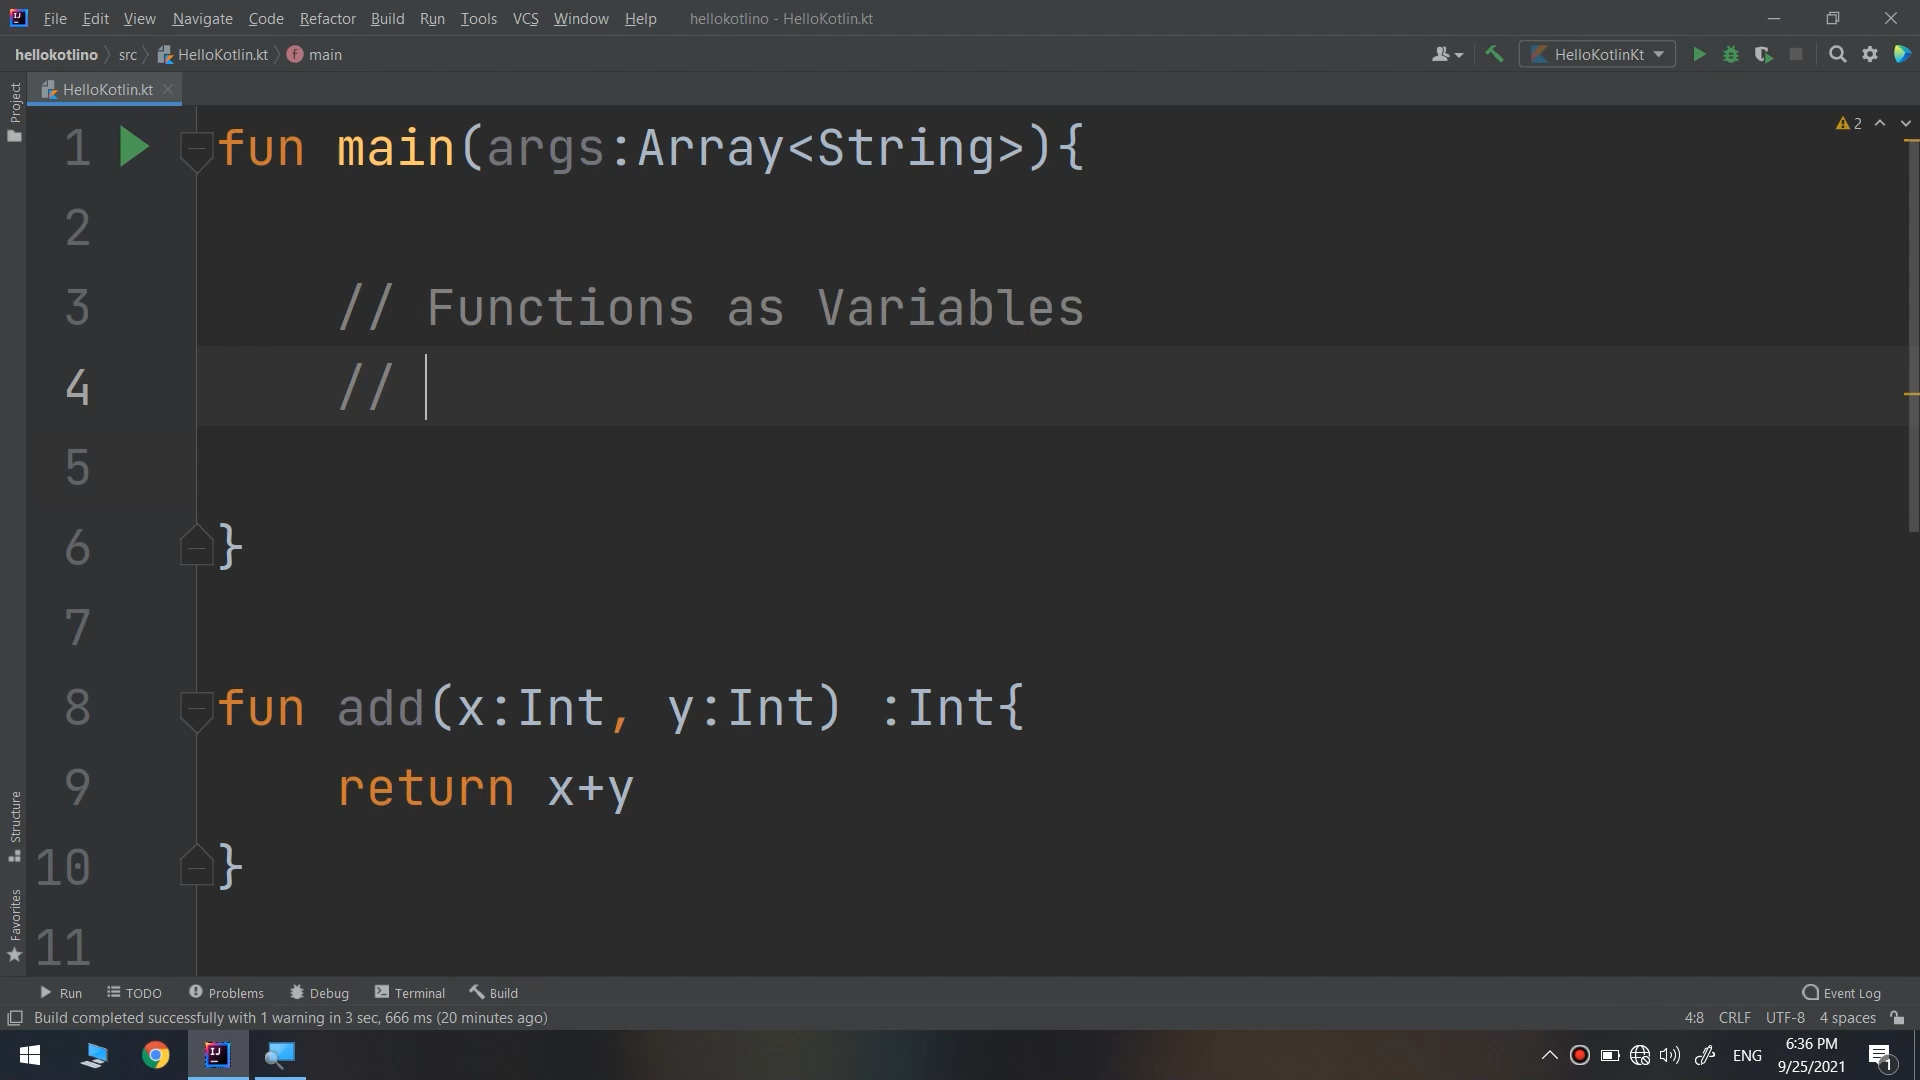 File Edit View Navigate Code Refactor Build Run Tools VCS Window Help hellokotlino - HelloKotlin.kt
hellokotlino src HelloKotlin.kt main HelloKotlinKt
HelloKotlin.kt
Project
2
1 fun main(args:Array<String>){
2
3 // Functions as Variables
4 //
5
6 }
7
8 fun add(x:Int, y:Int) :Int{
9 return x+y
10 }
11
Structure
Favorites
Run TODO Problems Debug Terminal Build Event Log
Build completed successfully with 1 warning in 3 sec, 666 ms (20 minutes ago) 4:8 CRLF UTF-8 4 spaces
ENG 6:36 PM
9/25/2021 1